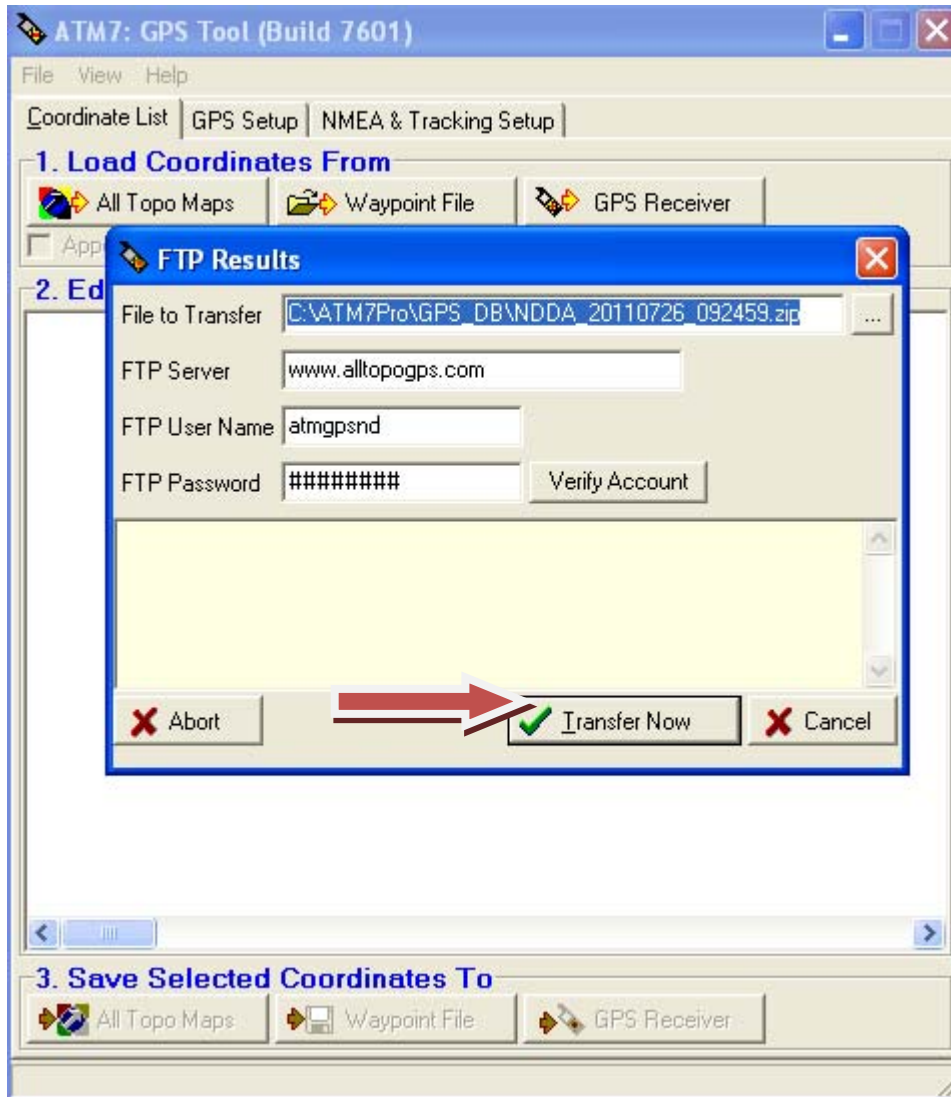 ATM7: GPS Tool (Build 7601)
File View Help
Coordinate List GPS Setup NMEA & Tracking Setup
1. Load Coordinates From
All Topo Maps Waypoint File GPS Receiver
App
FTP Results
2. Ed
File to Transfer C:\ATM7Pro\GPS_DB\NDDA_20110726_092459.zip ...
FTP Server www.alltopogps.com
FTP User Name atmgpsnd
FTP Password ######## Verify Account
Abort Transfer Now Cancel
3. Save Selected Coordinates To
All Topo Maps Waypoint File GPS Receiver